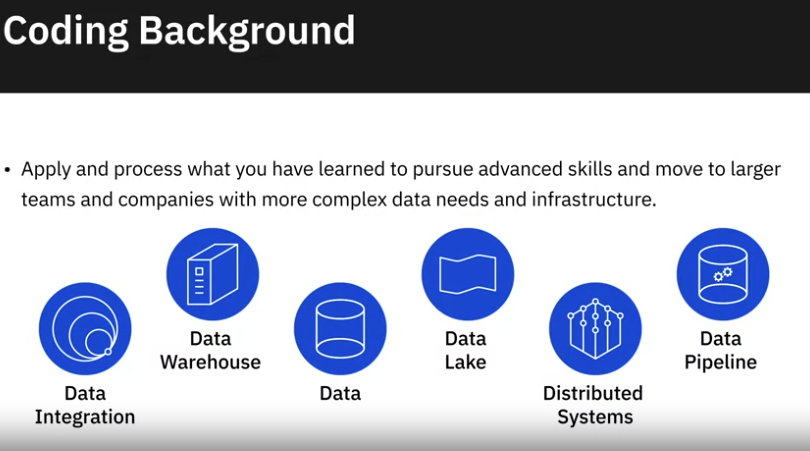 Coding Background
• Apply and process what you have learned to pursue advanced skills and move to larger
teams and companies with more complex data needs and infrastructure.
Data
Integration
Data
Warehouse
Data
Data
Lake
Distributed
Systems
Data
Pipeline